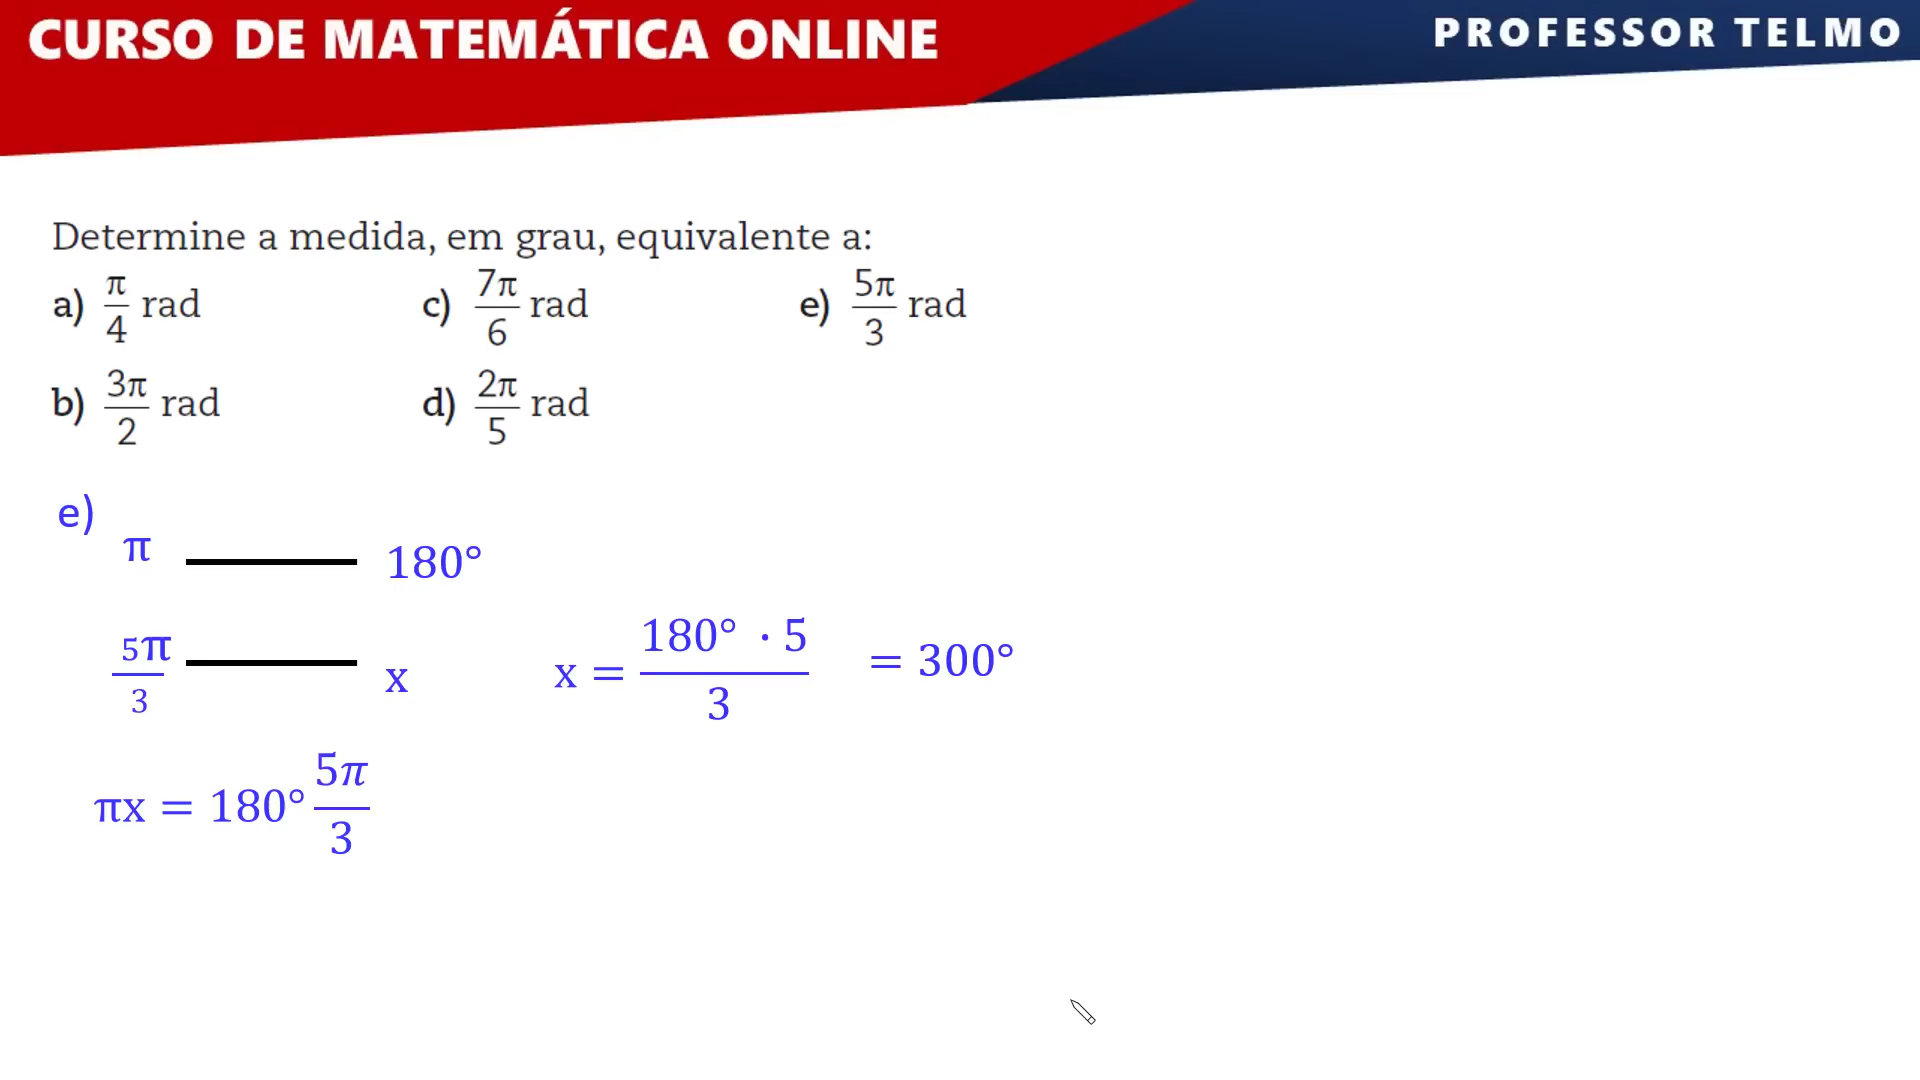 CURSO DE MATEMÁTICA ONLINE
PROFESSOR TELMO
Determine a medida, em grau, equivalente a:
a) π/4 rad
c) 7π/6 rad
e) 5π/3 rad
b) 3π/2 rad
d) 2π/5 rad
e)
π 180°
5π/3 x
x = 180° · 5/3 = 300°
πx = 180° 5π/3